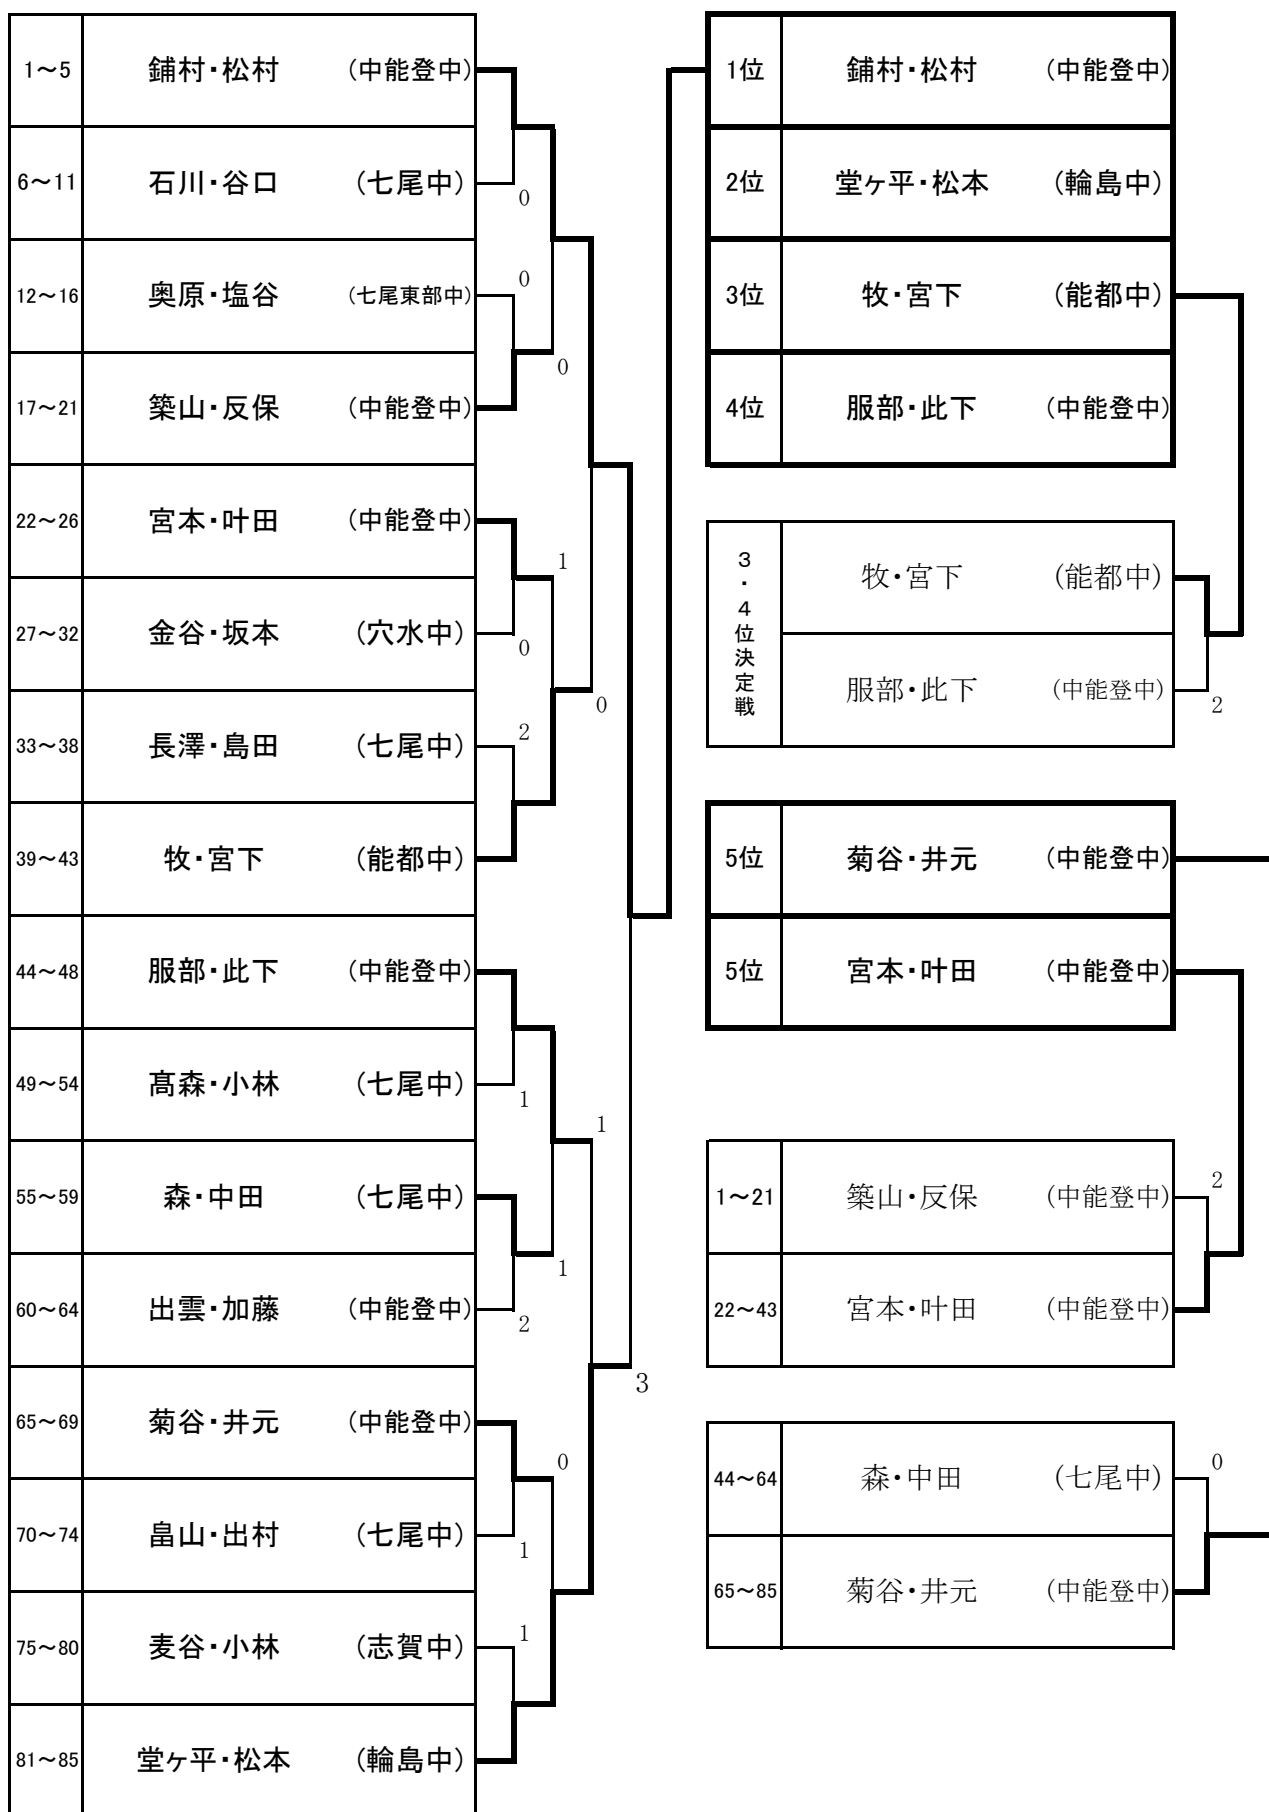 1～5 鋪村・松村 (中能登中)
6～11 石川・谷口 (七尾中)
0
12～16 奥原・塩谷 (七尾東部中)
0
0
17～21 築山・反保 (中能登中)
22～26 宮本・叶田 (中能登中)
1
27～32 金谷・坂本 (穴水中)
0
0
33～38 長澤・島田 (七尾中)
2
39～43 牧・宮下 (能都中)
44～48 服部・此下 (中能登中)
49～54 髙森・小林 (七尾中)
1
1
55～59 森・中田 (七尾中)
1
60～64 出雲・加藤 (中能登中)
2
3
65～69 菊谷・井元 (中能登中)
0
70～74 畠山・出村 (七尾中)
1
75～80 麦谷・小林 (志賀中)
1
81～85 堂ヶ平・松本 (輪島中)
1位 鋪村・松村 (中能登中)
2位 堂ヶ平・松本 (輪島中)
3位 牧・宮下 (能都中)
4位 服部・此下 (中能登中)
3・4位決定戦
牧・宮下 (能都中)
服部・此下 (中能登中)
2
5位 菊谷・井元 (中能登中)
5位 宮本・叶田 (中能登中)
1～21 築山・反保 (中能登中)
2
22～43 宮本・叶田 (中能登中)
44～64 森・中田 (七尾中)
0
65～85 菊谷・井元 (中能登中)